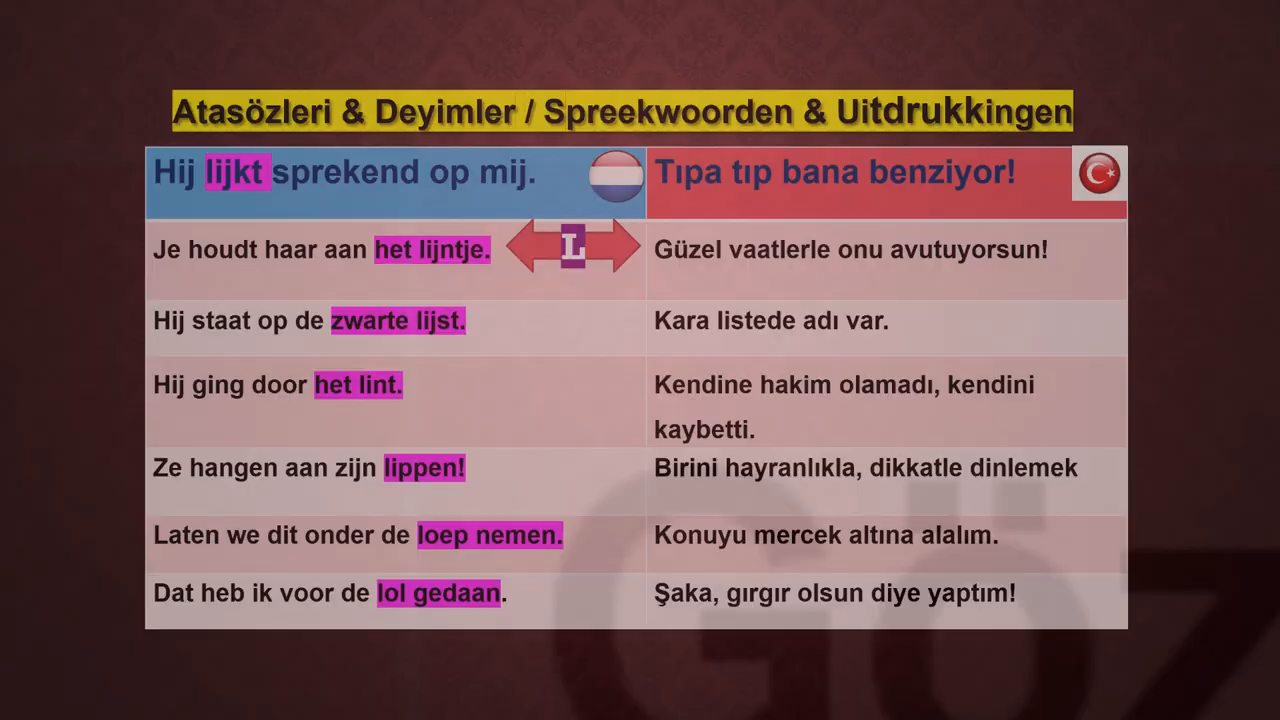 Atasözleri & Deyimler / Spreekwoorden & Uitdrukkingen
Hij lijkt sprekend op mij.
Tıpa tıp bana benziyor!
Je houdt haar aan het lijntje.
L
Güzel vaatlerle onu avutuyorsun!
Hij staat op de zwarte lijst.
Kara listede adı var.
Hij ging door het lint.
Kendine hakim olamadı, kendini
kaybetti.
Ze hangen aan zijn lippen!
Birini hayranlıkla, dikkatle dinlemek
Laten we dit onder de loep nemen.
Konuyu mercek altına alalım.
Dat heb ik voor de lol gedaan.
Şaka, gırgır olsun diye yaptım!
Göz